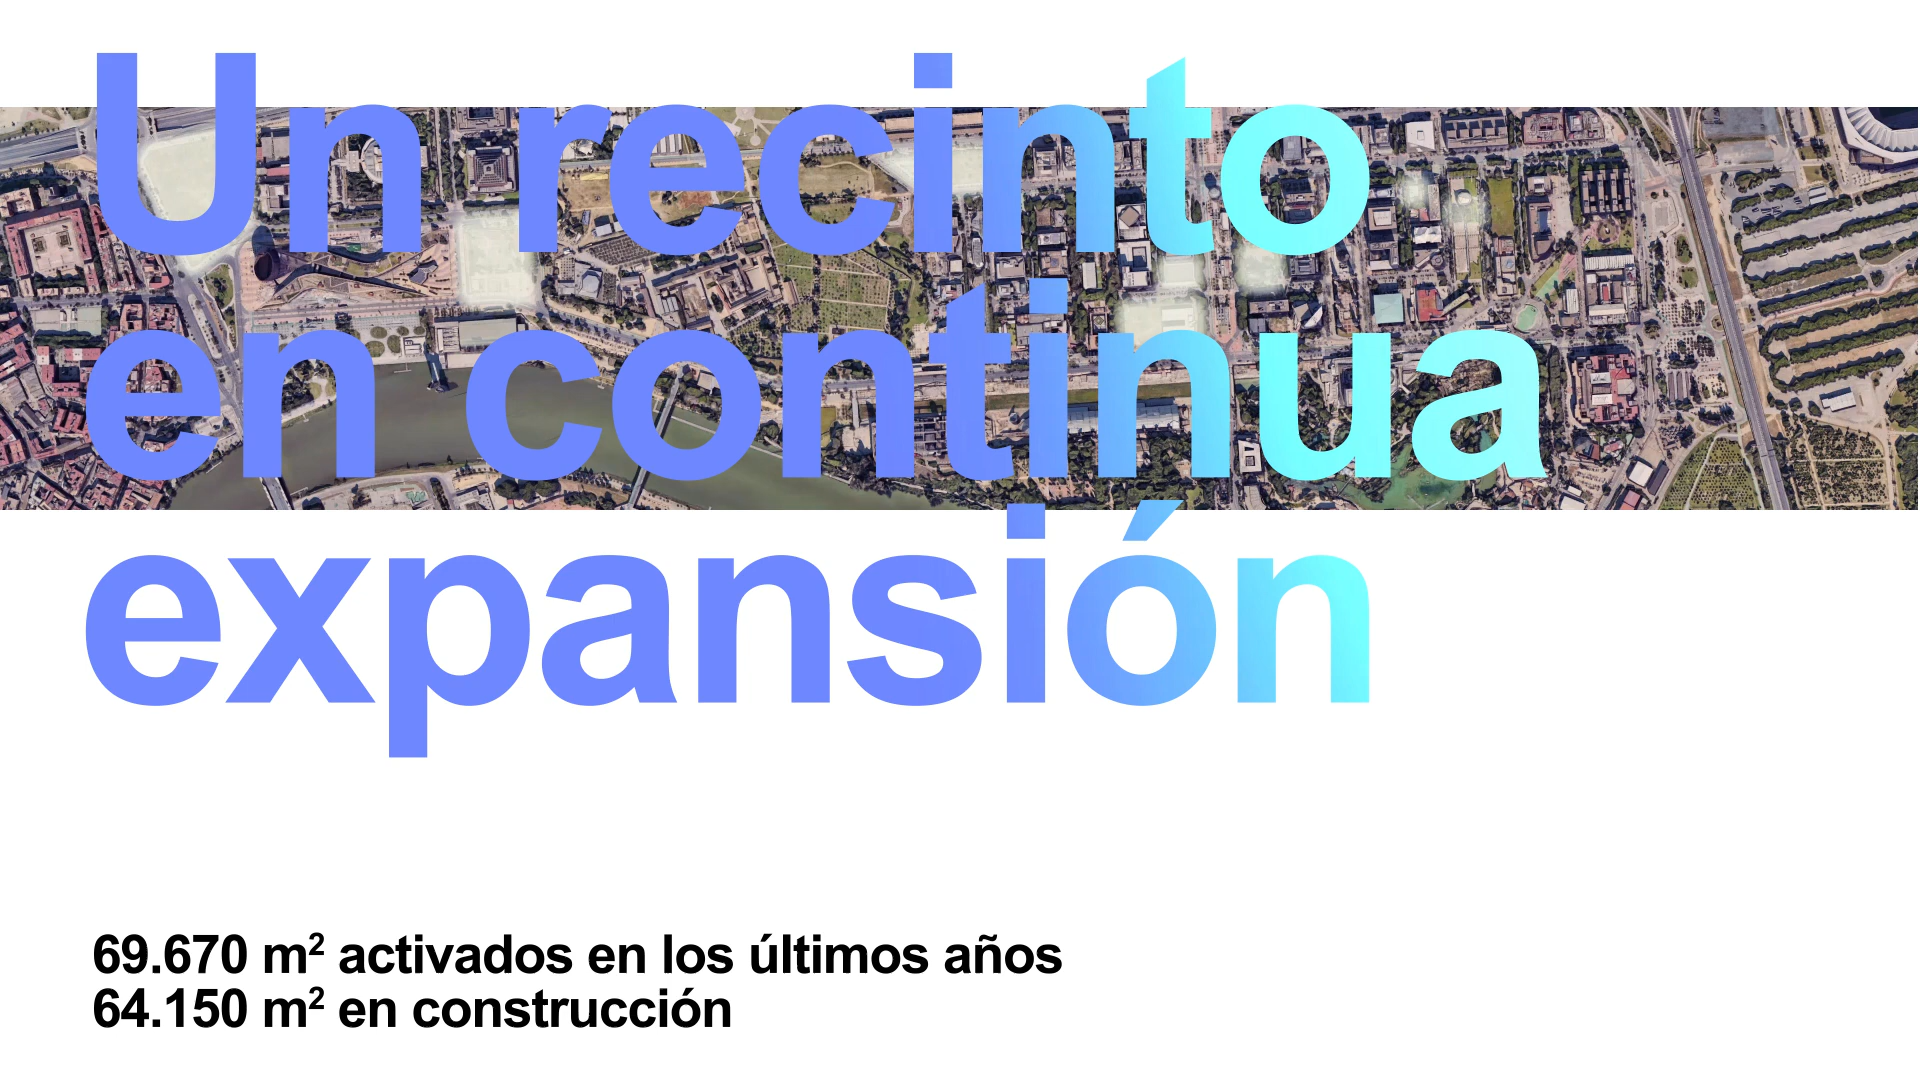 Un recinto
en continua
expansión
69.670 m² activados en los últimos años
64.150 m² en construcción